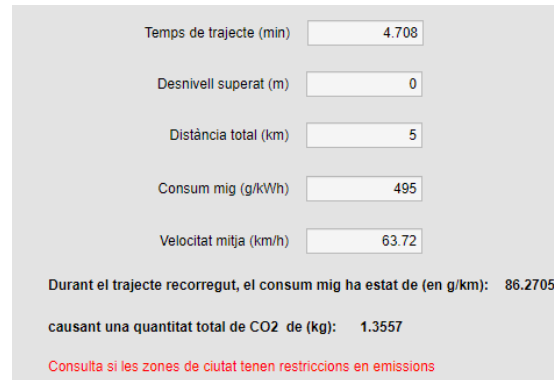 Temps de trajecte (min) 4.708
Desnivell superat (m) 0
Distància total (km) 5
Consum mig (g/kWh) 495
Velocitat mitja (km/h) 63.72
Durant el trajecte recorregut, el consum mig ha estat de (en g/km): 86.2705
causant una quantitat total de CO2 de (kg): 1.3557
Consulta si les zones de ciutat tenen restriccions en emissions